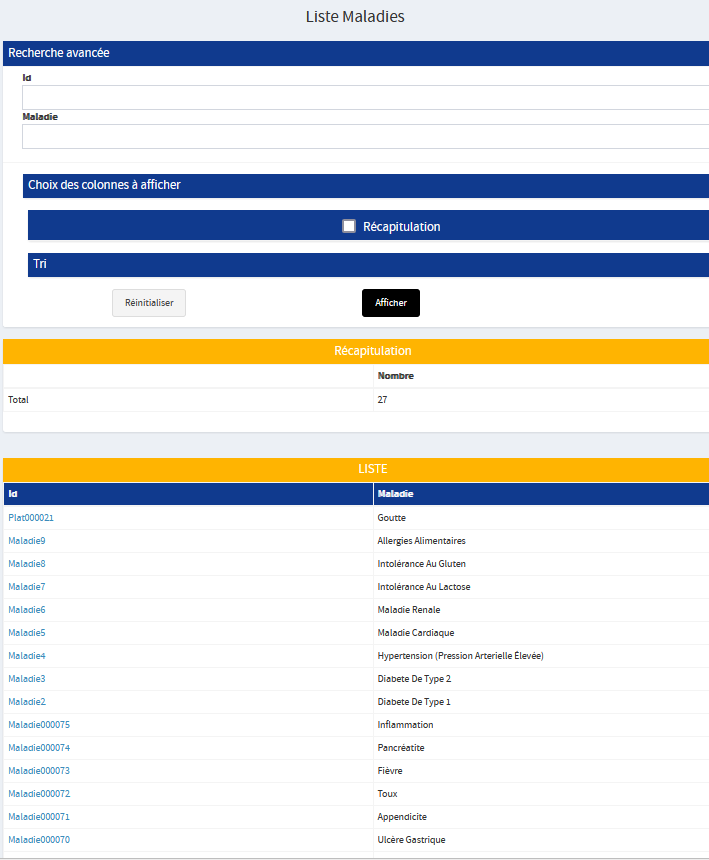 Liste Maladies
Recherche avancée
Id
Maladie
Choix des colonnes à afficher
Récapitulation
Tri
Réinitialiser Afficher
Récapitulation
Nombre
Total 27
LISTE
Id Maladie
Plat000021 Goutte
Maladie9 Allergies Alimentaires
Maladie8 Intolérance Au Gluten
Maladie7 Intolérance Au Lactose
Maladie6 Maladie Renale
Maladie5 Maladie Cardiaque
Maladie4 Hypertension (Pression Arterielle Élevée)
Maladie3 Diabete De Type 2
Maladie2 Diabete De Type 1
Maladie000075 Inflammation
Maladie000074 Pancréatite
Maladie000073 Fièvre
Maladie000072 Toux
Maladie000071 Appendicite
Maladie000070 Ulcère Gastrique